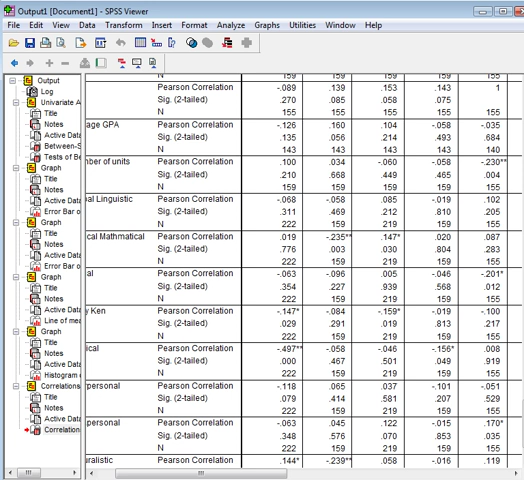 Output1 [Document1] - SPSS Viewer
File Edit View Data Transform Insert Format Analyze Graphs Utilities Window Help
Output
Log
Univariate A
Title
Notes
Active Data
Between-S
Tests of Be
Graph
Title
Notes
Active Data
Error Bar o
Graph
Title
Notes
Active Data
Error Bar o
Graph
Title
Notes
Active Data
Line of mea
Graph
Title
Notes
Active Data
Histogram o
Correlations
Title
Notes
Active Data
Correlation
N 159 159 159 159 155
Pearson Correlation -.089 .139 .153 .143 1
Sig. (2-tailed) .270 .085 .058 .075
N 155 155 155 155 155
age GPA Pearson Correlation -.126 .160 .104 -.058 -.035
Sig. (2-tailed) .135 .056 .214 .493 .684
N 143 143 143 143 140
ber of units Pearson Correlation .100 .034 -.060 -.058 -.230**
Sig. (2-tailed) .210 .668 .449 .465 .004
N 159 159 159 159 155
al Linguistic Pearson Correlation -.068 -.058 .085 -.019 .102
Sig. (2-tailed) .311 .469 .212 .810 .205
N 222 159 219 159 155
ical Mathmatical Pearson Correlation .019 -.235** .147* .020 .087
Sig. (2-tailed) .776 .003 .030 .804 .283
N 222 159 219 159 155
al Pearson Correlation -.063 -.096 .005 -.046 -.201*
Sig. (2-tailed) .354 .227 .939 .568 .012
N 222 159 219 159 155
y Ken Pearson Correlation -.147* -.084 -.159* .019 -.100
Sig. (2-tailed) .029 .291 .019 .813 .217
N 222 159 219 159 155
ical Pearson Correlation -.497** -.058 -.046 -.156* .008
Sig. (2-tailed) .000 .467 .501 .049 .919
N 222 159 219 159 155
personal Pearson Correlation -.118 .065 .037 -.101 -.051
Sig. (2-tailed) .079 .414 .581 .207 .529
N 222 159 219 159 155
personal Pearson Correlation -.063 .045 .122 -.015 .170*
Sig. (2-tailed) .348 .576 .070 .853 .035
N 222 159 219 159 155
uralistic Pearson Correlation .144* -.239** .058 -.016 .119